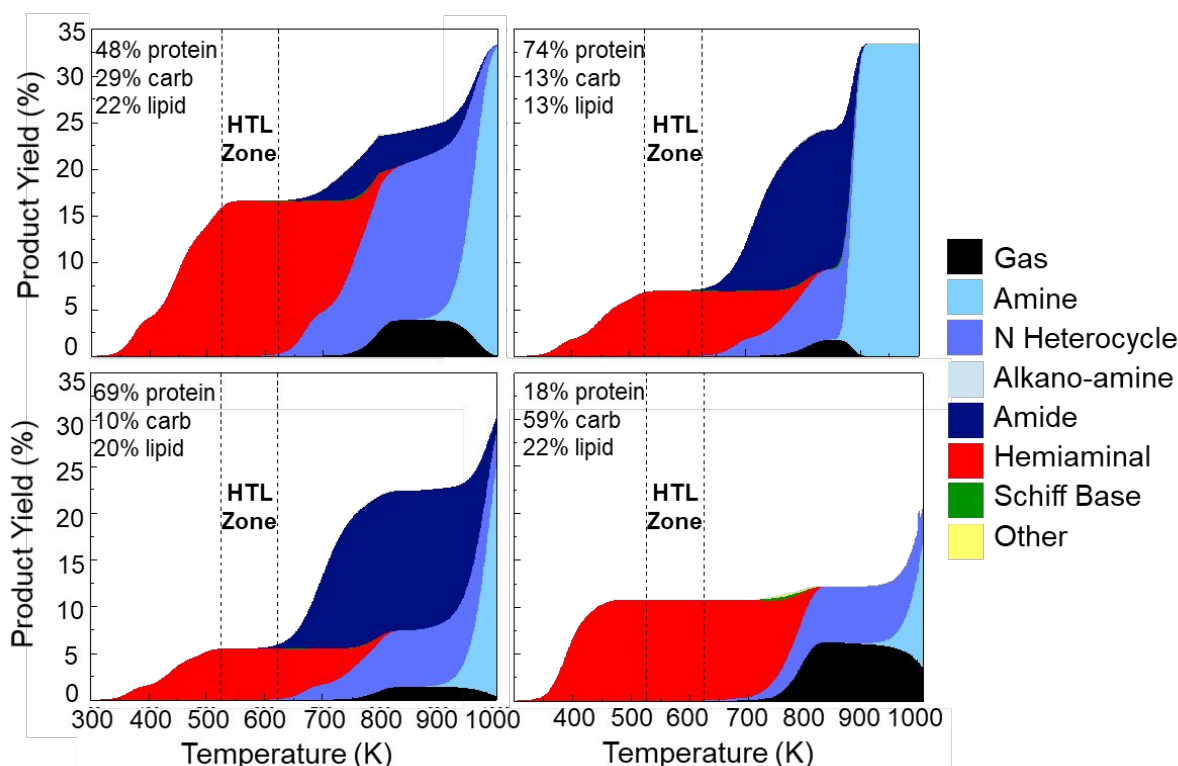 Product Yield (%)
35
30
25
20
15
10
5
0
48% protein
29% carb
22% lipid
HTL
Zone
74% protein
13% carb
13% lipid
HTL
Zone
Product Yield (%)
35
30
25
20
15
10
5
0
69% protein
10% carb
20% lipid
HTL
Zone
18% protein
59% carb
22% lipid
HTL
Zone
300 400 500 600 700 800 900 1000
400 500 600 700 800 900 1000
Temperature (K)
Temperature (K)
Gas
Amine
N Heterocycle
Alkano-amine
Amide
Hemiaminal
Schiff Base
Other